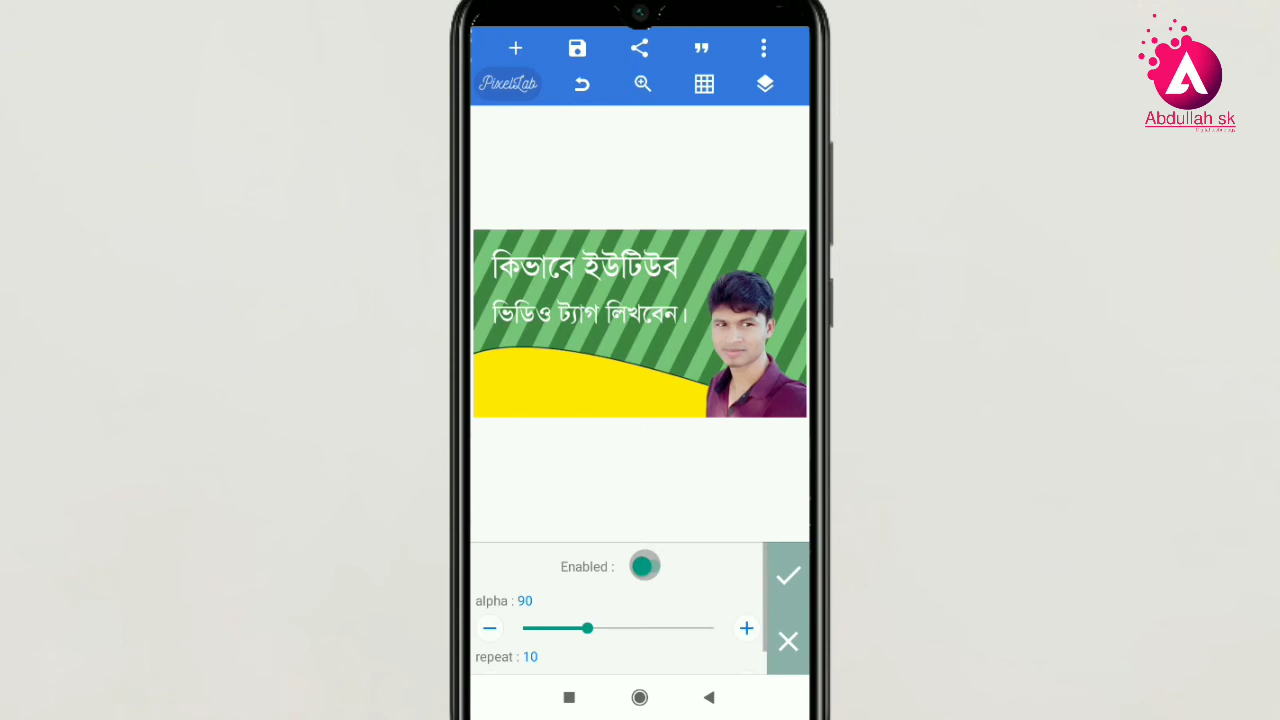 PixelLab
Abdullah sk
কিভাবে ইউটিউব
ভিডিও ট্যাগ লিখবেন।
Enabled :
alpha : 90
repeat : 10